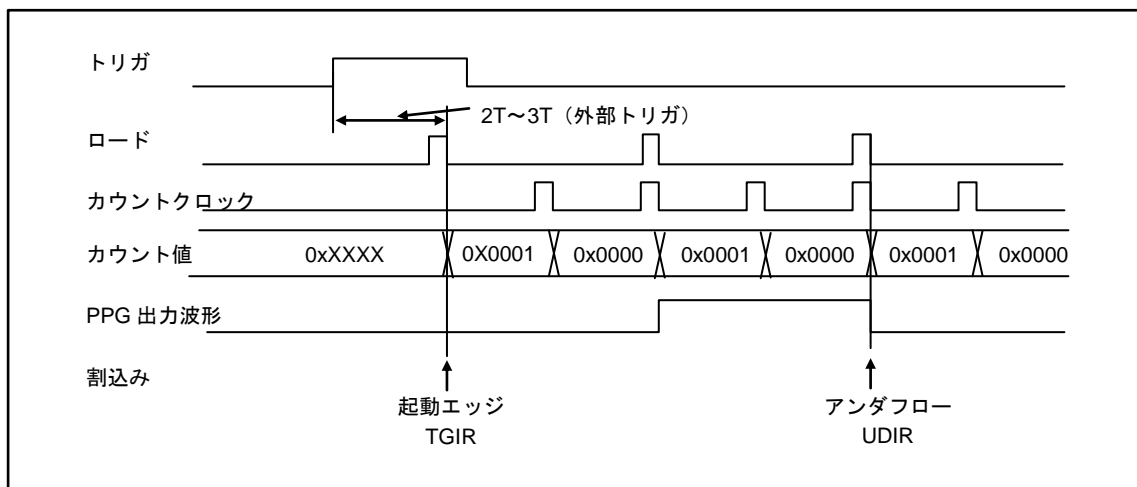 トリガ
2T～3T（外部トリガ）
ロード
カウントクロック
カウント値
0xXXXX 0X0001 0x0000 0x0001 0x0000 0x0001 0x0000
PPG 出力波形
割込み
起動エッジ アンダフロー
TGIR UDIR